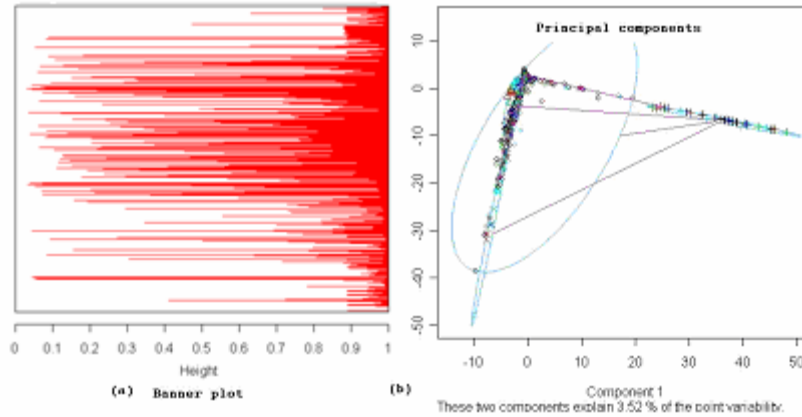 Principal components
10
0
-10
-20
-30
-40
-50
0 0.1 0.2 0.3 0.4 0.5 0.6 0.7 0.8 0.9 1
Height
(a) Banner plot
-10 0 10 20 30 40 50
(b)
Component 1
These two components explain 3.52 % of the point variability.